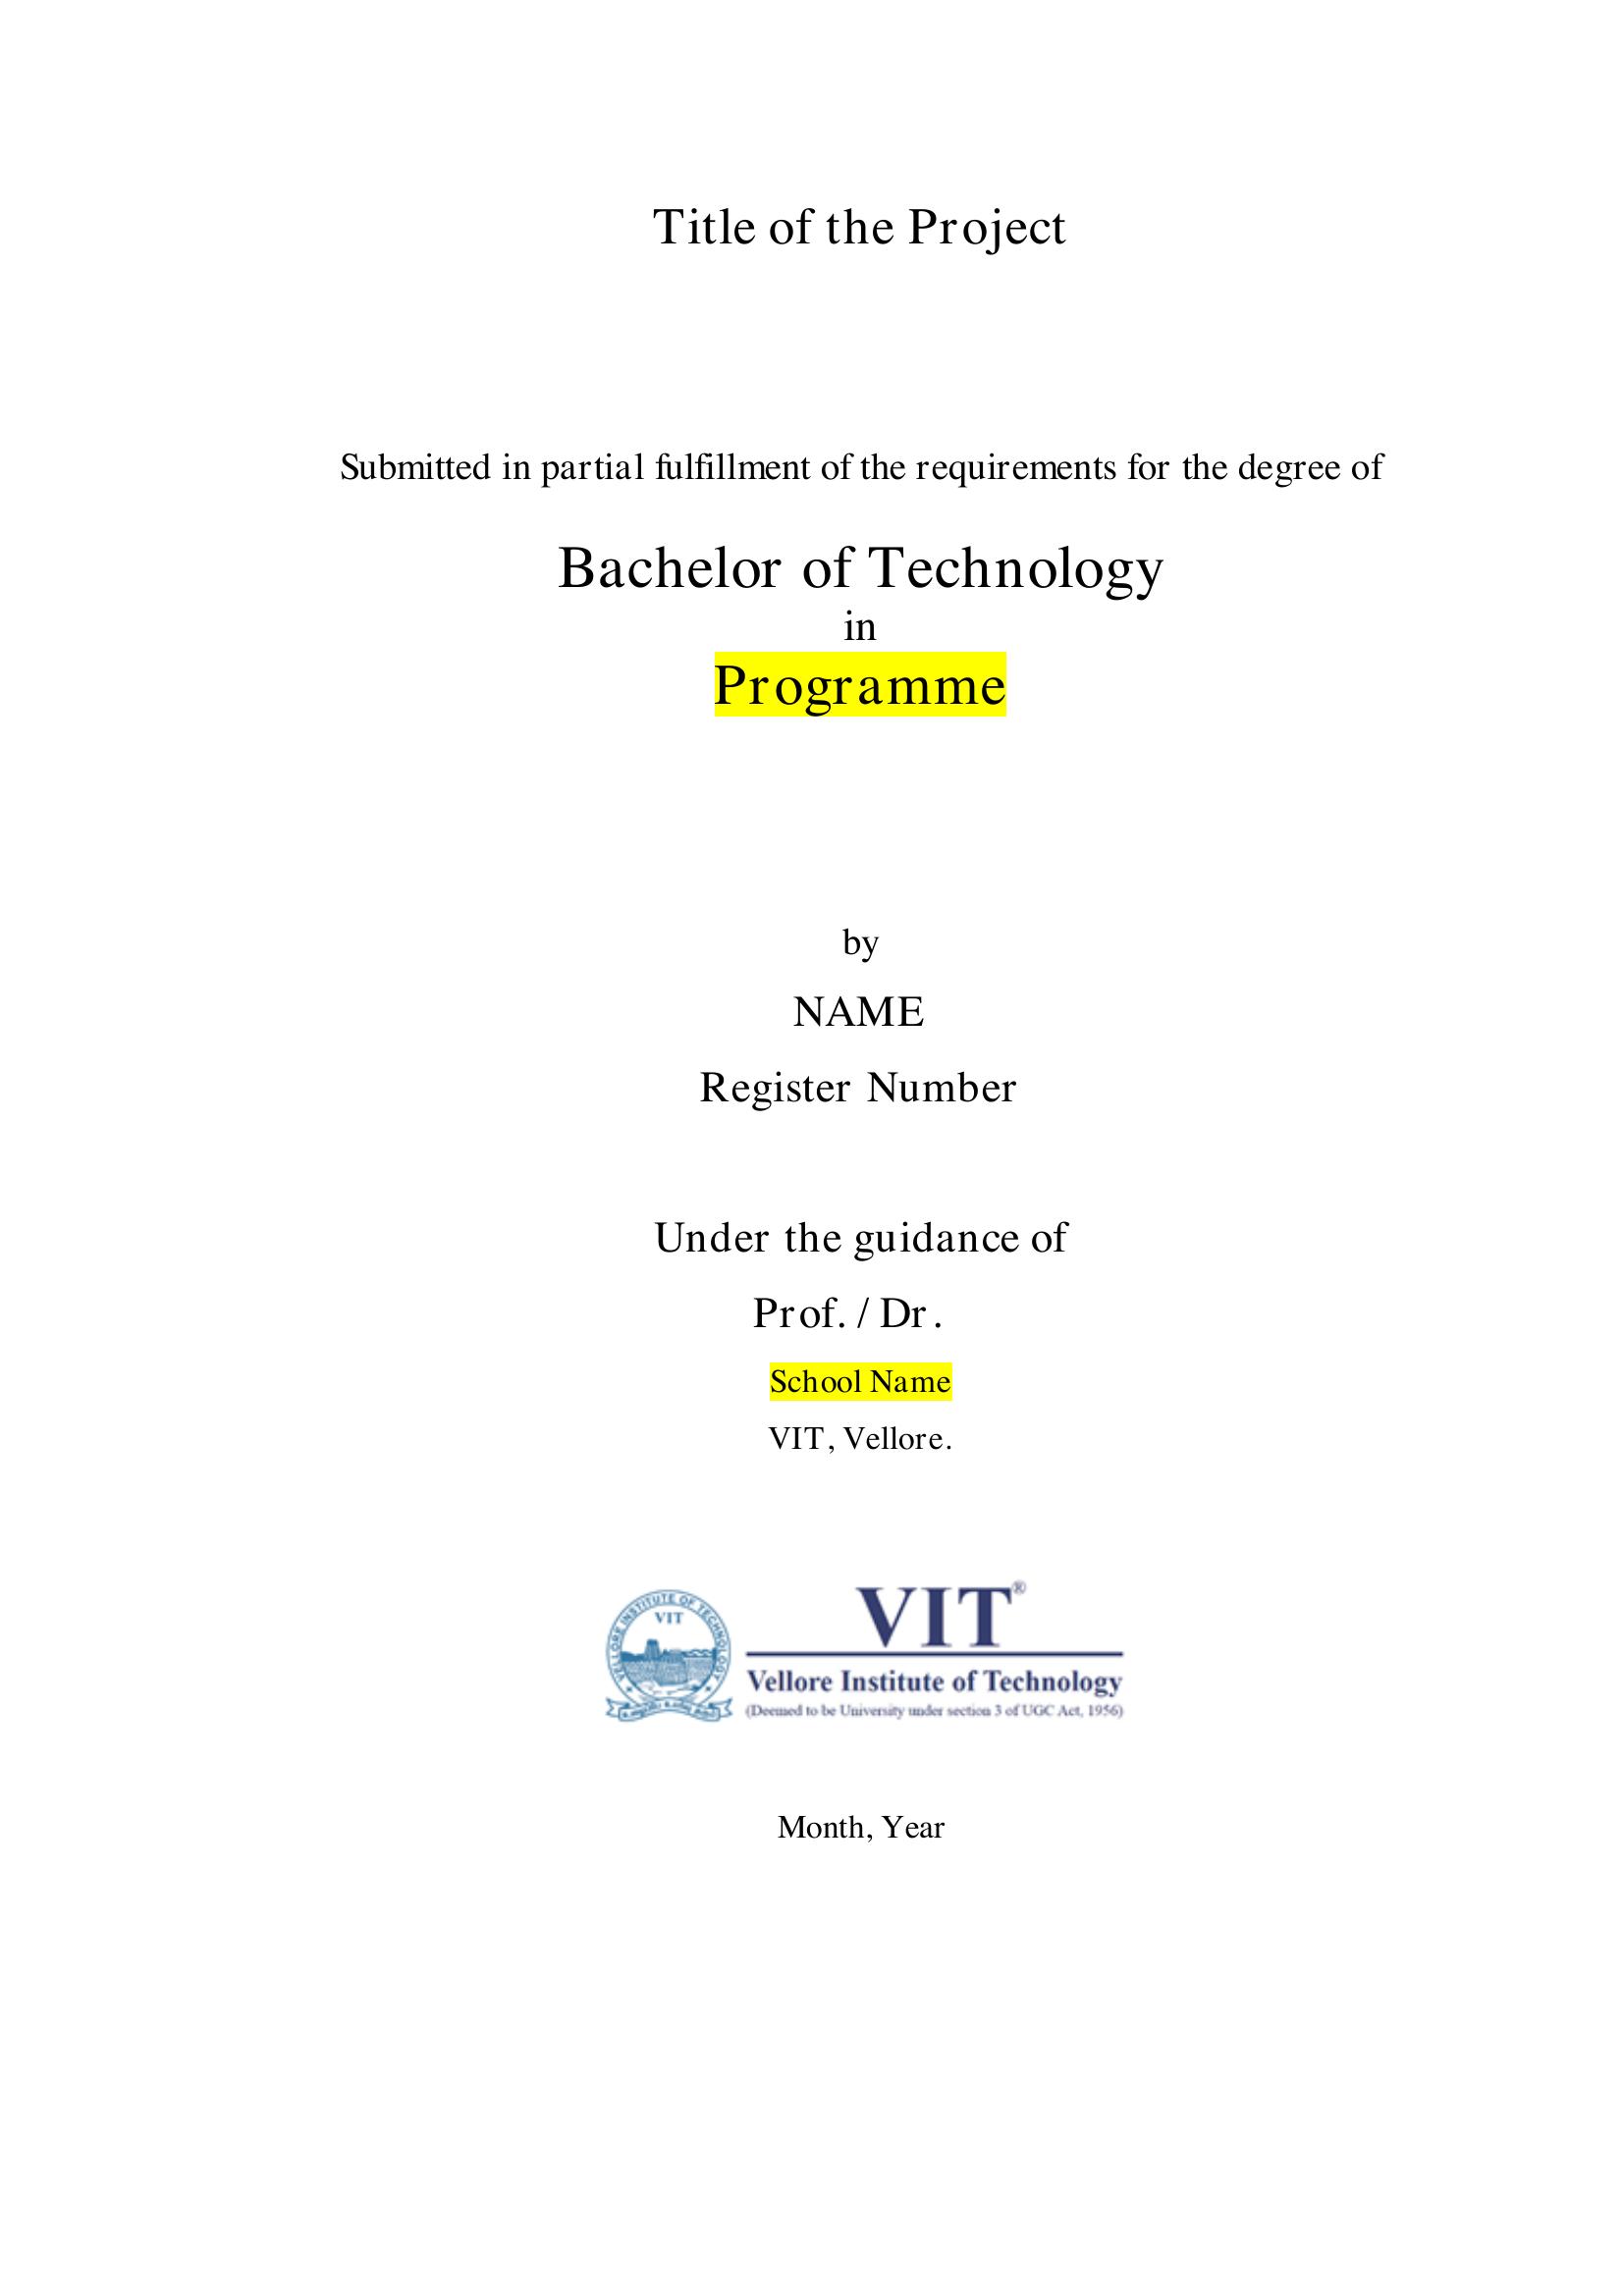 Title of the Project
Submitted in partial fulfillment of the requirements for the degree of
Bachelor of Technology
in
Programme
by
NAME
Register Number
Under the guidance of
Prof. / Dr.
School Name
VIT, Vellore.
VELLORE INSTITUTE OF TECHNOLOGY
VIT
VIT®
Vellore Institute of Technology
(Deemed to be University under section 3 of UGC Act, 1956)
Month, Year